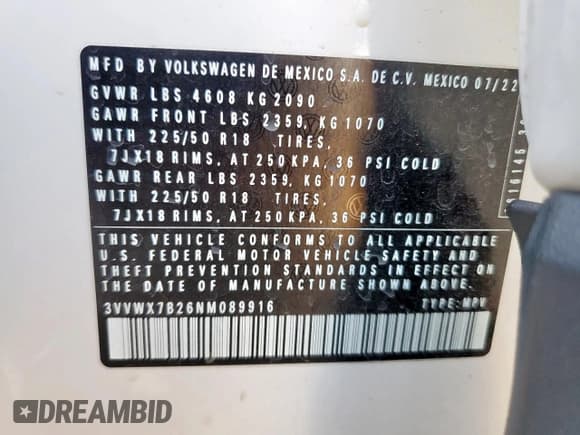 MFD BY VOLKSWAGEN DE MEXICO S.A. DE C.V. MEXICO 07/22
GVWR LBS 4608 KG 2090
GAWR FRONT LBS 2359, KG 1070
WITH 225/50 R18 TIRES,
7JX18 RIMS, AT 250 KPA, 36 PSI COLD
GAWR REAR LBS 2359, KG 1070
WITH 225/50 R18 TIRES,
7JX18 RIMS, AT 250 KPA, 36 PSI COLD
THIS VEHICLE CONFORMS TO ALL APPLICABLE
U.S. FEDERAL MOTOR VEHICLE SAFETY AND
THEFT PREVENTION STANDARDS IN EFFECT ON
THE DATE OF MANUFACTURE SHOWN ABOVE.
3VVWX7B26NM089916 TYPE: MPV
DREAMBID